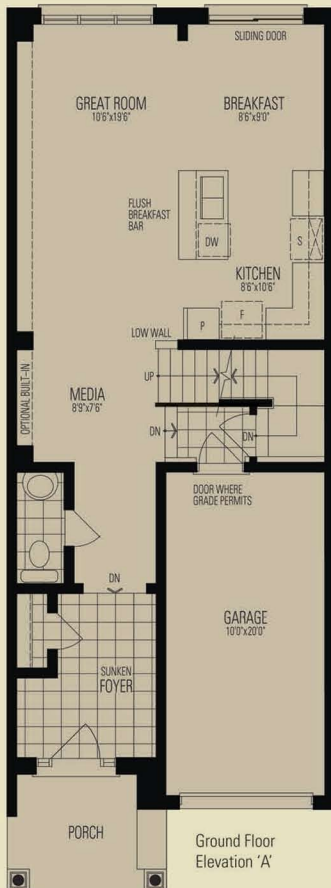 SLIDING DOOR
GREAT ROOM
10'6"x19'6"
BREAKFAST
8'6"x9'0"
FLUSH
BREAKFAST
BAR
DW
S
KITCHEN
8'6"x10'6"
P
F
LOW WALL
UP
OPTIONAL BUILT-IN
MEDIA
8'9"x7'6"
DN
DN
DOOR WHERE
GRADE PERMITS
DN
GARAGE
10'0"x20'0"
SUNKEN
FOYER
PORCH
Ground Floor
Elevation 'A'